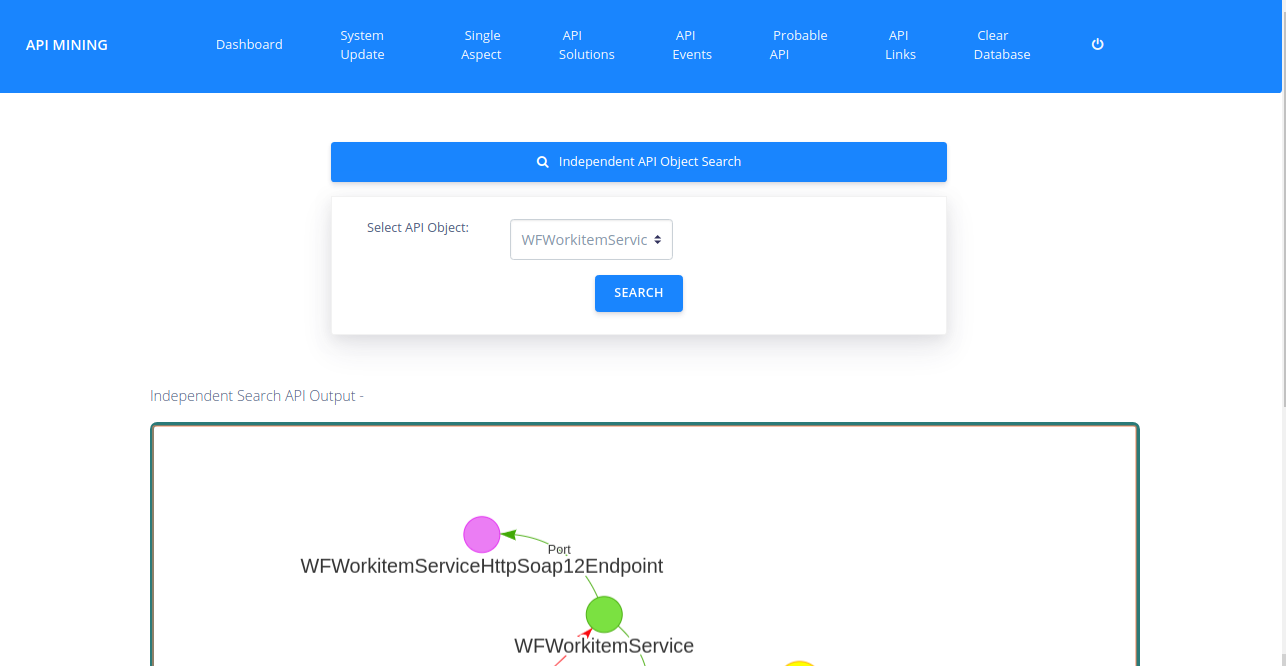 API MINING
Dashboard
System
Update
Single
Aspect
API
Solutions
API
Events
Probable
API
API
Links
Clear
Database
Independent API Object Search
Select API Object:
WFWorkitemServic
SEARCH
Independent Search API Output -
Port
WFWorkitemServiceHttpSoap12Endpoint
WFWorkitemService